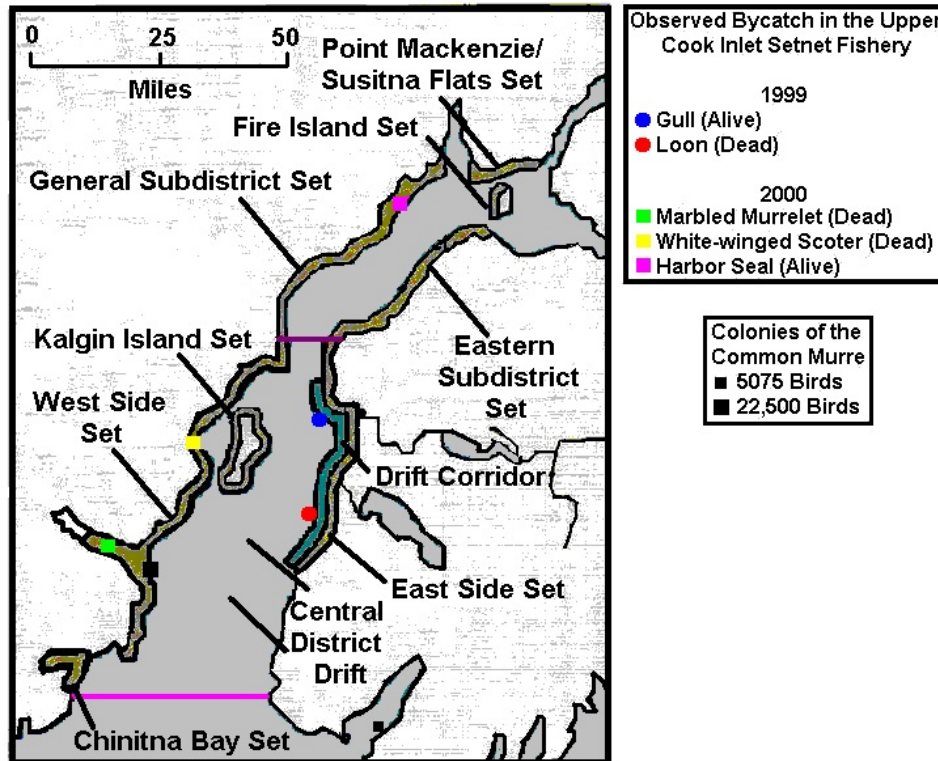 0 25 50
Miles
Point Mackenzie/
Susitna Flats Set
Fire Island Set
General Subdistrict Set
Kalgin Island Set
West Side
Set
Eastern
Subdistrict
Set
Drift Corridor
East Side Set
Central
District
Drift
Chinitna Bay Set
Observed Bycatch in the Upper
Cook Inlet Setnet Fishery
1999
Gull (Alive)
Loon (Dead)
2000
Marbled Murrelet (Dead)
White-winged Scoter (Dead)
Harbor Seal (Alive)
Colonies of the
Common Murre
5075 Birds
22,500 Birds